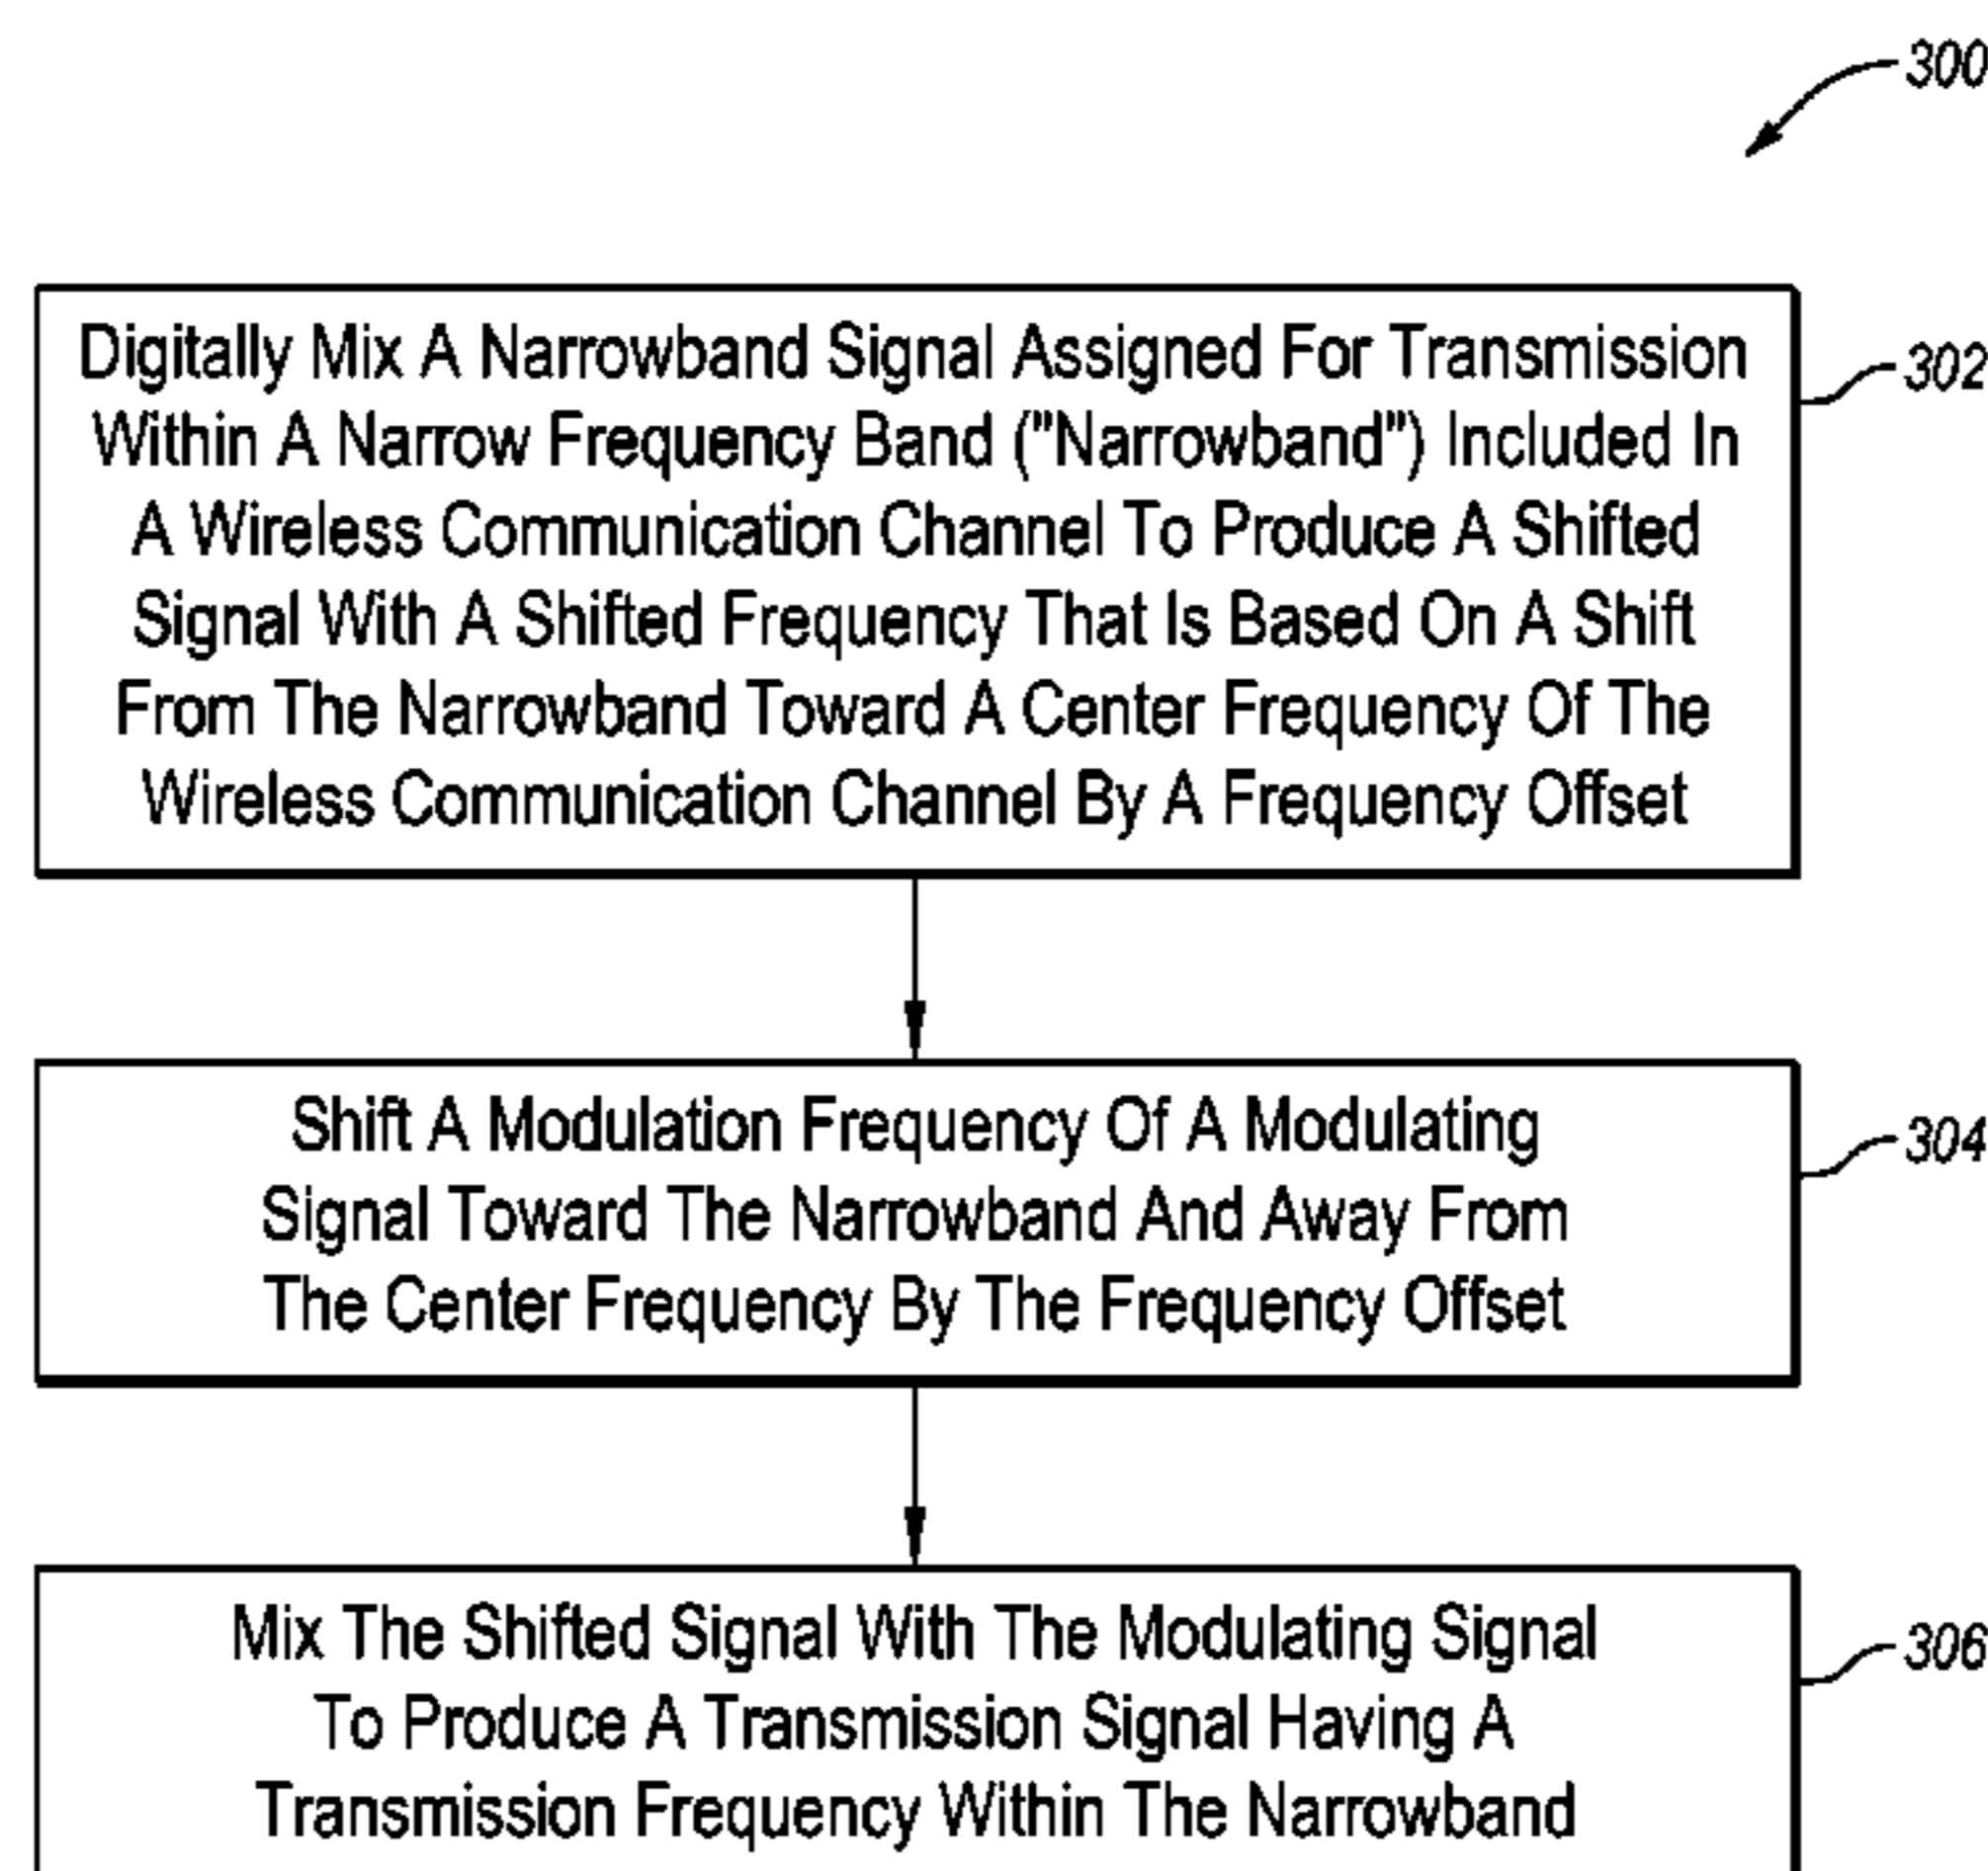 300
Digitally Mix A Narrowband Signal Assigned For Transmission
Within A Narrow Frequency Band ("Narrowband") Included In
A Wireless Communication Channel To Produce A Shifted
Signal With A Shifted Frequency That Is Based On A Shift
From The Narrowband Toward A Center Frequency Of The
Wireless Communication Channel By A Frequency Offset
302
Shift A Modulation Frequency Of A Modulating
Signal Toward The Narrowband And Away From
The Center Frequency By The Frequency Offset
304
Mix The Shifted Signal With The Modulating Signal
To Produce A Transmission Signal Having A
Transmission Frequency Within The Narrowband
306